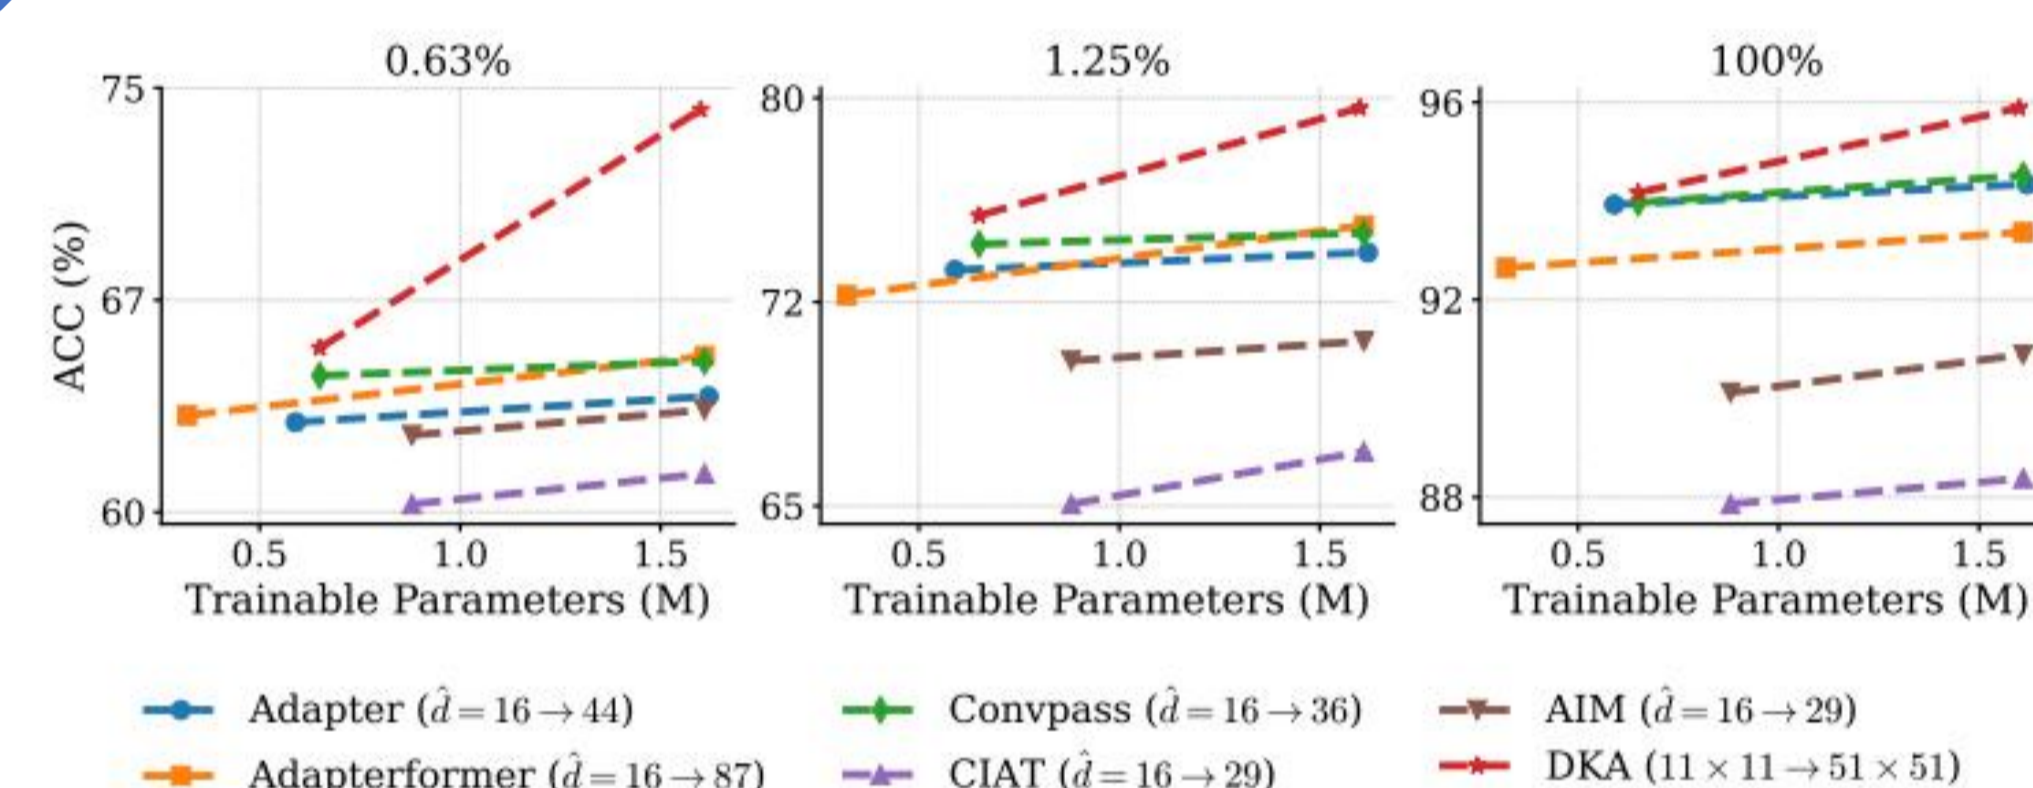 0.63% 1.25% 100%
75 80 96
ACC (%)
67 72 92
60 65 88
0.5 1.0 1.5 0.5 1.0 1.5 0.5 1.0 1.5
Trainable Parameters (M) Trainable Parameters (M) Trainable Parameters (M)
Adapter (d̂ = 16 → 44) Convpass (d̂ = 16 → 36) AIM (d̂ = 16 → 29)
Adapterformer (d̂ = 16 → 87) CIAT (d̂ = 16 → 29) DKA (11 × 11 → 51 × 51)